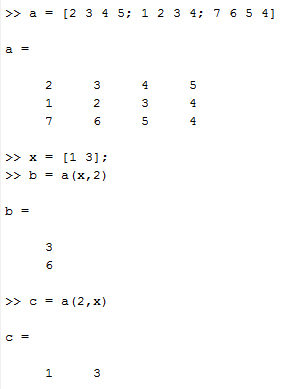 >> a = [2 3 4 5; 1 2 3 4; 7 6 5 4]
a =
2 3 4 5
1 2 3 4
7 6 5 4
>> x = [1 3];
>> b = a(x,2)
b =
3
6
>> c = a(2,x)
c =
1 3